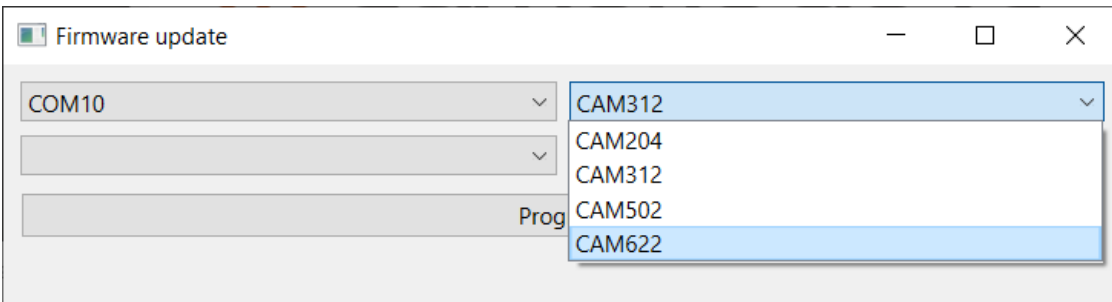 Firmware update
COM10
CAM312
CAM204
CAM312
CAM502
CAM622
Prog